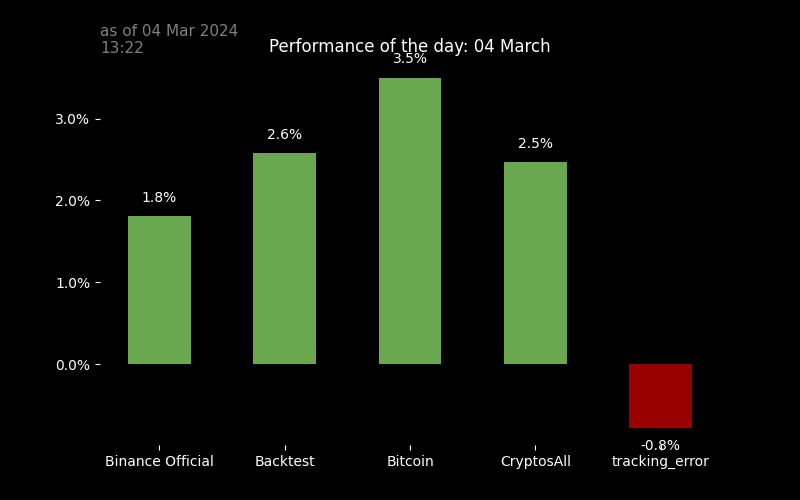 as of 04 Mar 2024
13:22
Performance of the day: 04 March
3.5%
3.0%
2.6%
2.5%
1.8%
2.0%
1.0%
0.0%
-0.8%
Binance Official
Backtest
Bitcoin
CryptosAll
tracking_error